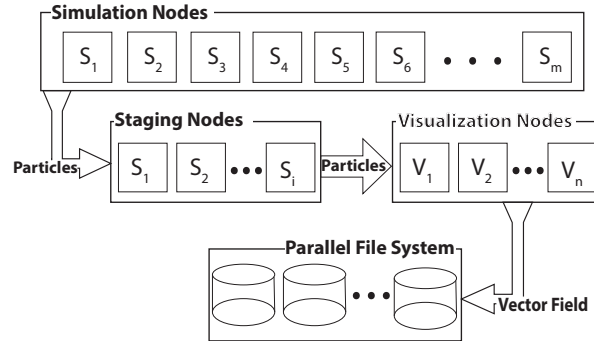 Simulation Nodes
S1 S2 S3 S4 S5 S6 • • • Sm
Staging Nodes
S1 S2 ••• Si
Particles
Particles
Visualization Nodes
V1 V2 ••• Vn
Parallel File System
•••
Vector Field